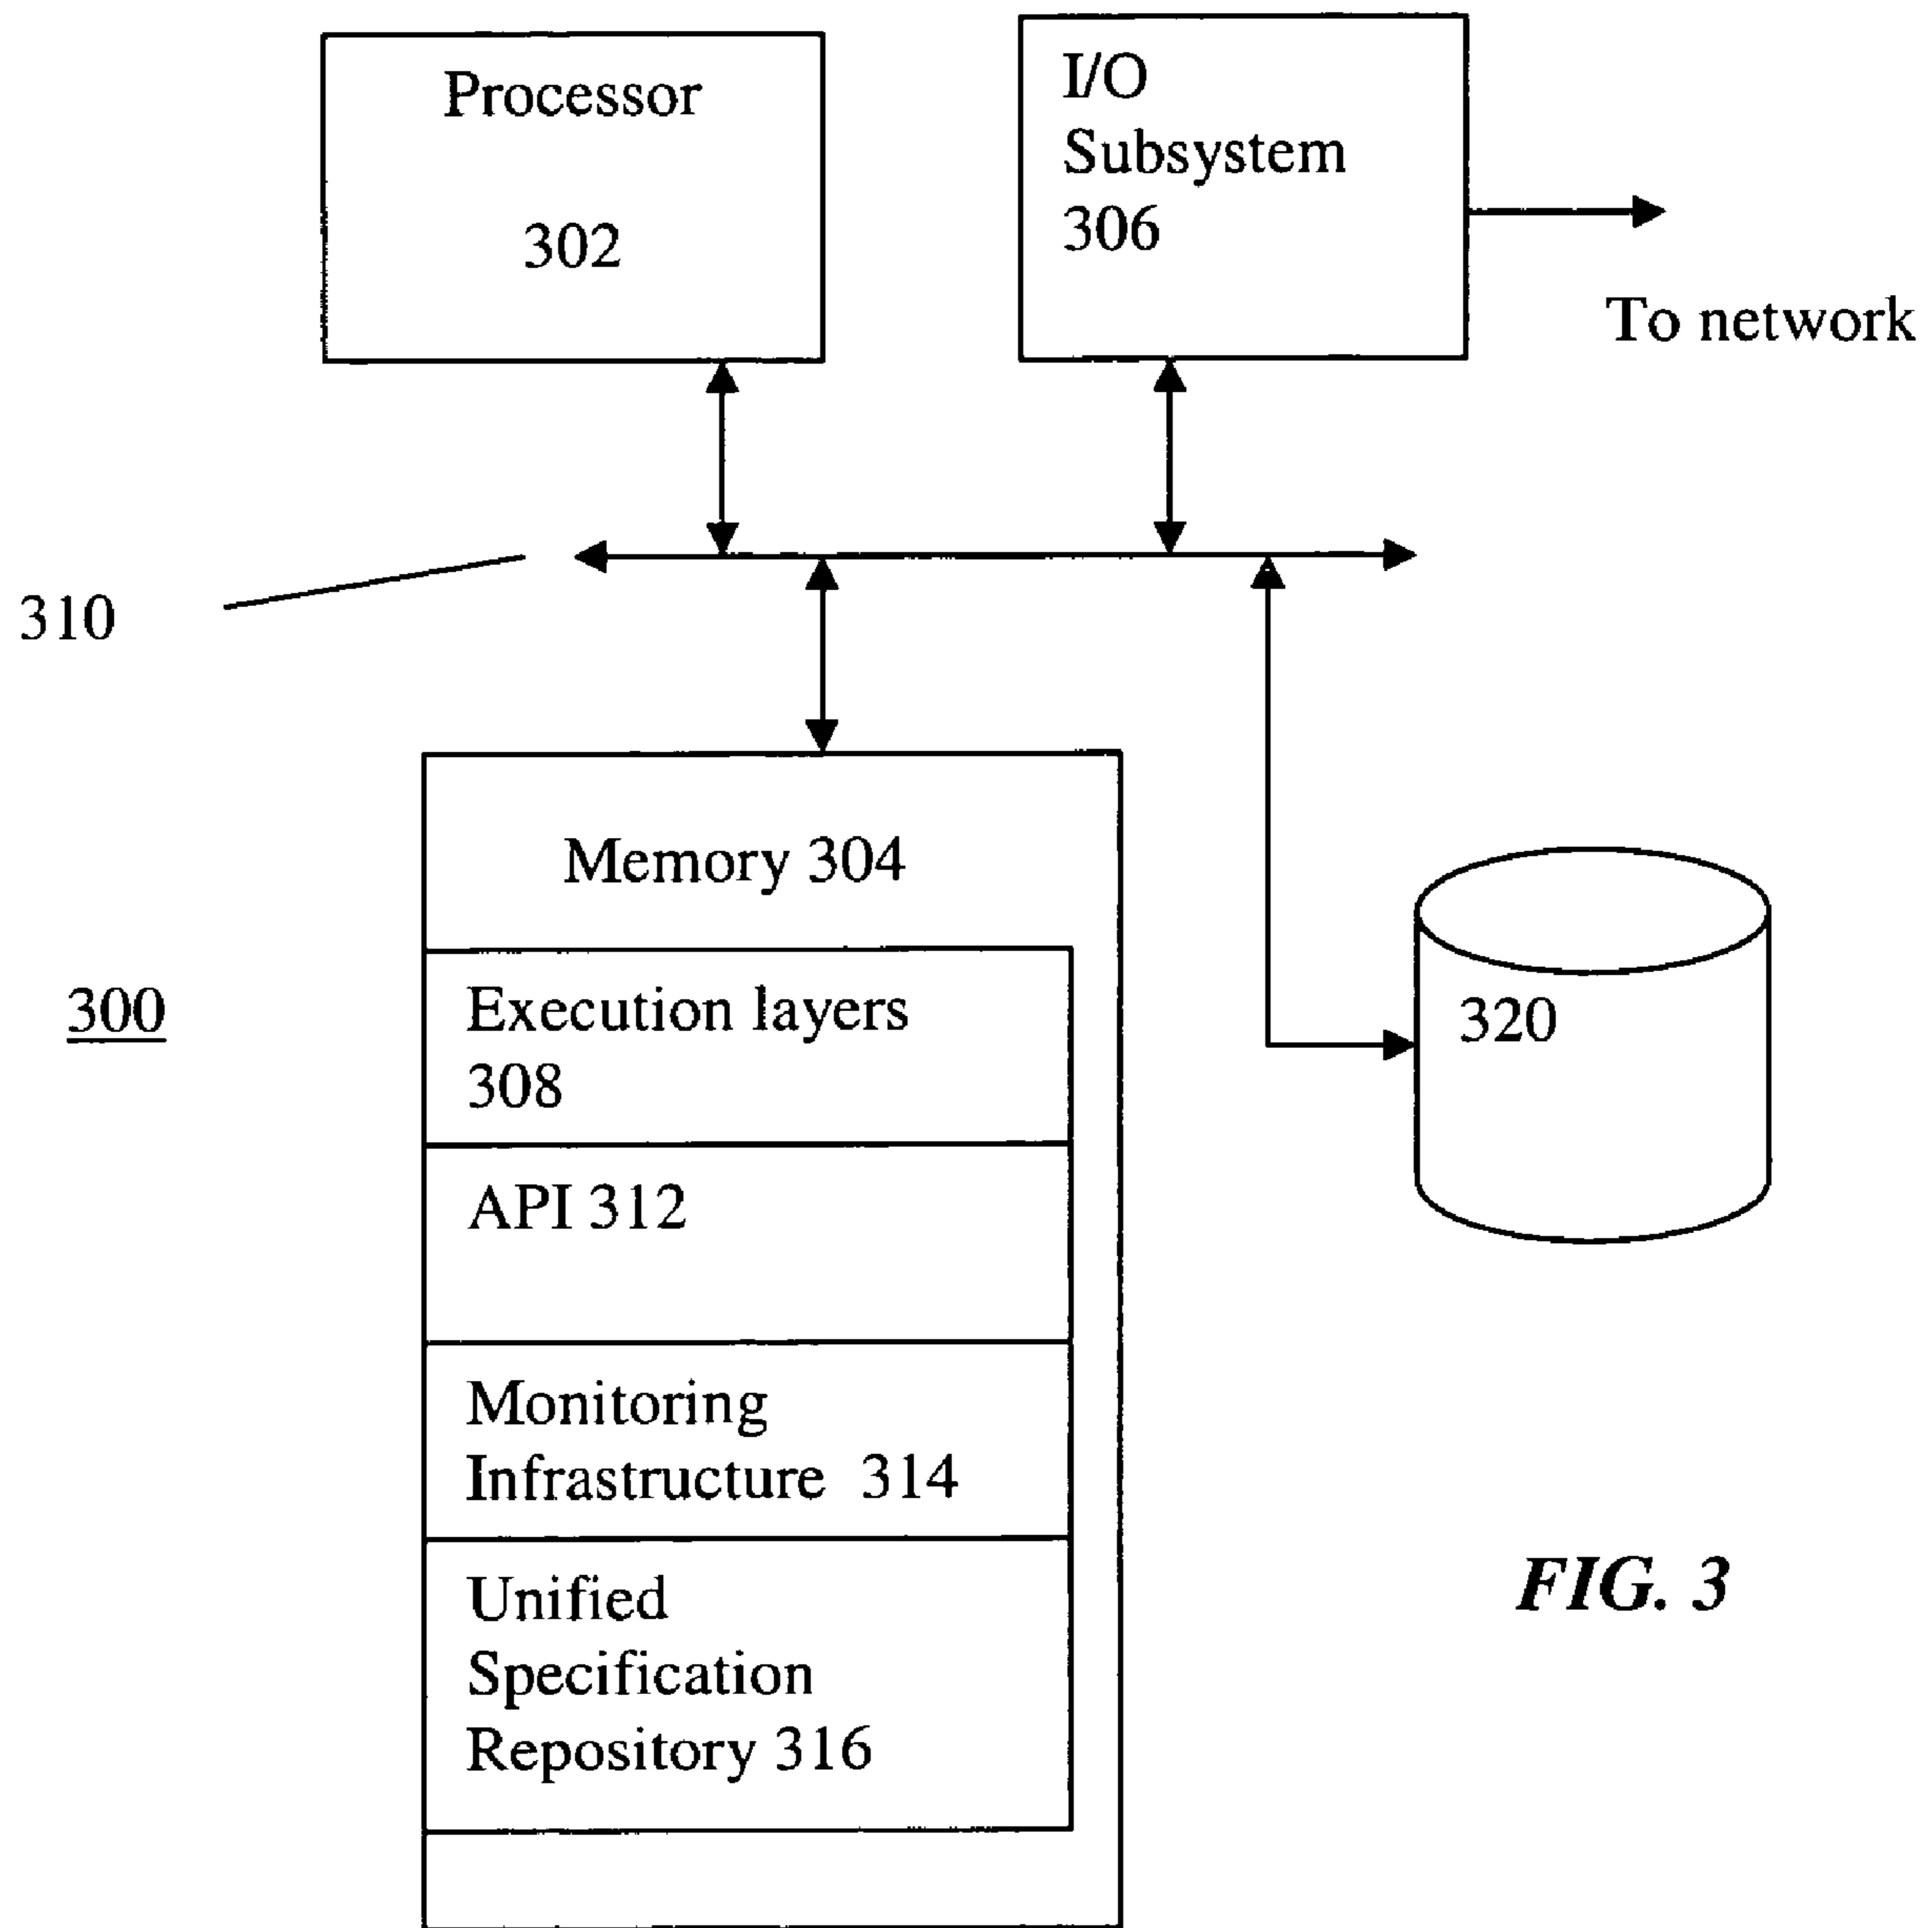 Processor
302
I/O
Subsystem
306
To network
310
Memory 304
Execution layers
308
API 312
Monitoring
Infrastructure 314
Unified
Specification
Repository 316
300
320
FIG. 3